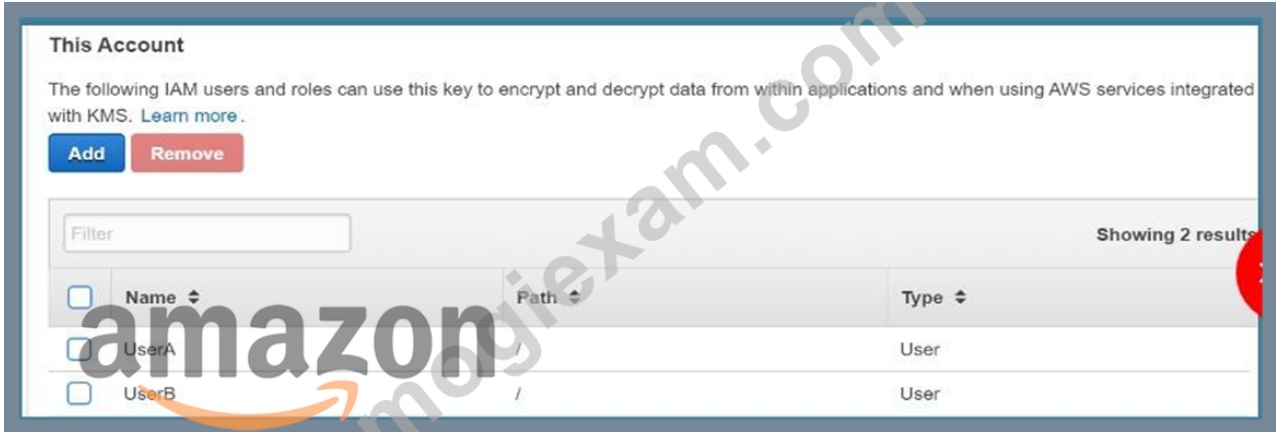 This Account
The following IAM users and roles can use this key to encrypt and decrypt data from within applications and when using AWS services integrated
with KMS. Learn more.
Add Remove
Filter Showing 2 results
Name Path Type
UserA / User
UserB / User
amazon
mogiexam.com